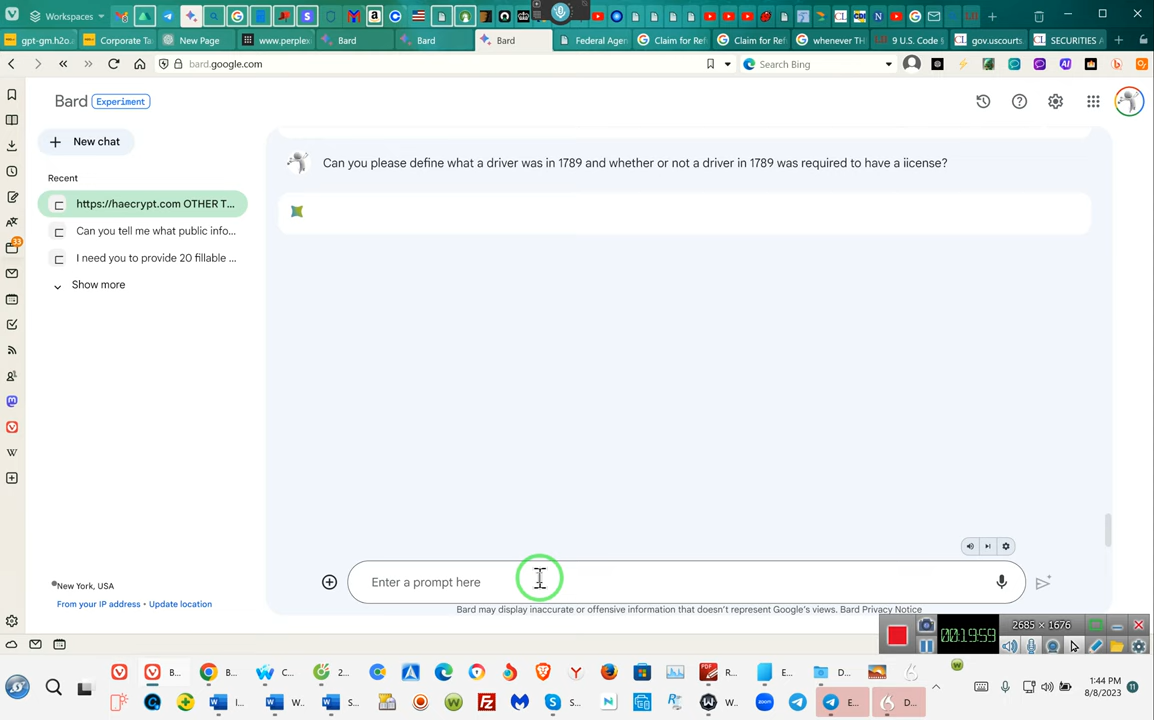 Workspaces
gpt-gm.h2o.
Corporate Ta
New Page
www.perplex
Bard
Bard
Bard
Federal Agen
Claim for Ref
Claim for Ref
whenever TH
9 U.S. Code §
gov.uscourts
SECURITIES A
bard.google.com
Search Bing
Bard
Experiment
New chat
Recent
https://haecrypt.com OTHER T...
Can you tell me what public info...
I need you to provide 20 fillable ...
Show more
Can you please define what a driver was in 1789 and whether or not a driver in 1789 was required to have a iicense?
33
Enter a prompt here
New York, USA
From your IP address • Update location
Bard may display inaccurate or offensive information that doesn't represent Google's views. Bard Privacy Notice
2685 × 1676
00:19:59
B...
B...
C...
2...
R...
E...
D...
I...
W...
S...
S...
N...
W...
E...
D...
1:44 PM
8/8/2023
11